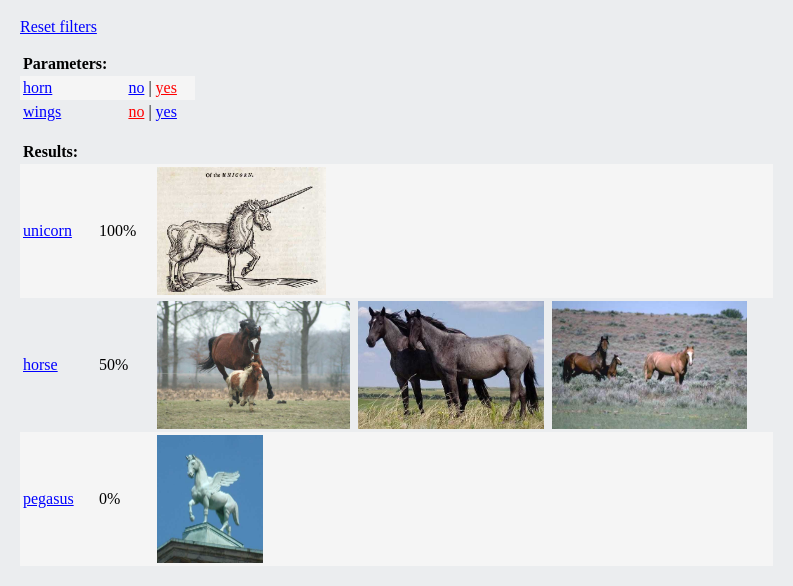 Reset filters
Parameters:
horn no | yes
wings no | yes
Results:
unicorn 100%
Of the UNICORN.
horse 50%
pegasus 0%